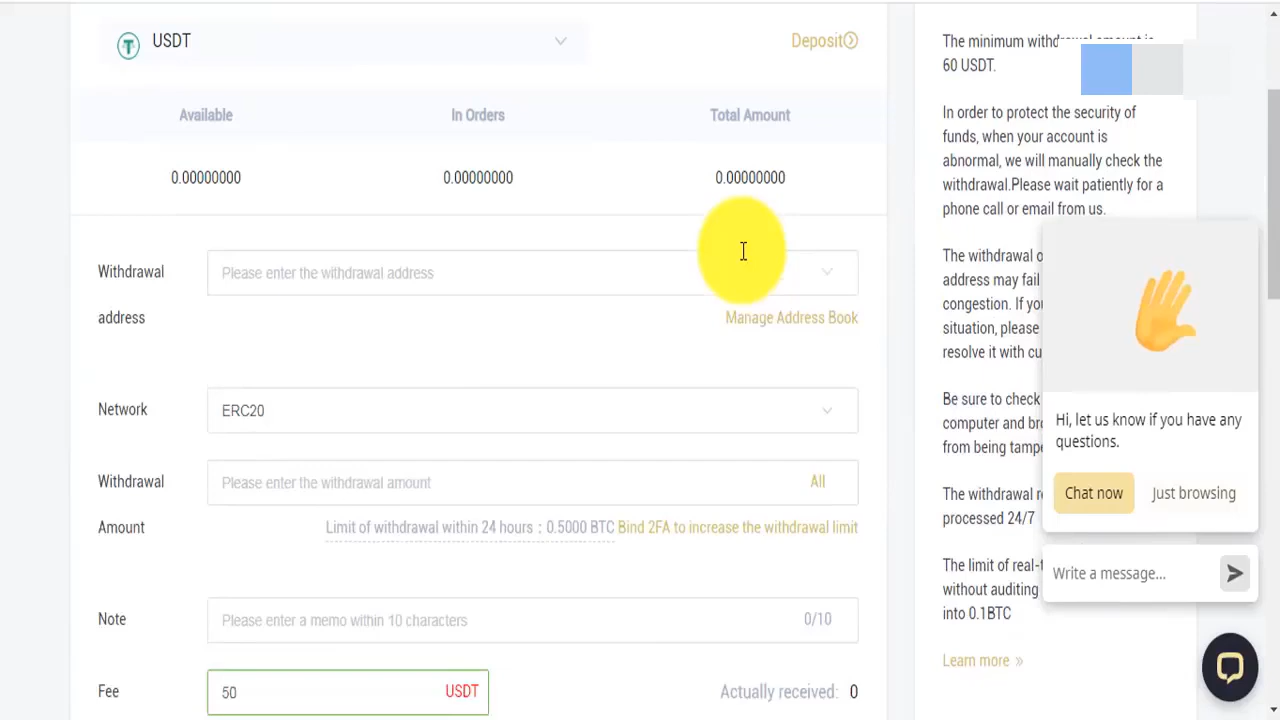 USDT
Deposit
Available In Orders Total Amount
0.00000000 0.00000000 0.00000000
Withdrawal
address
Please enter the withdrawal address
Manage Address Book
Network
ERC20
Withdrawal
Amount
Please enter the withdrawal amount
All
Limit of withdrawal within 24 hours : 0.5000 BTC Bind 2FA to increase the withdrawal limit
Note
Please enter a memo within 10 characters
0/10
Fee
50
USDT
Actually received: 0
The minimum withdrawal amount is
60 USDT.
In order to protect the security of
funds, when your account is
abnormal, we will manually check the
withdrawal.Please wait patiently for a
phone call or email from us.
The withdrawal
address may fail
congestion. If
situation, please
resolve it with
Be sure to check
computer and
from being
The withdrawal
processed 24/7
The limit of
without auditing
into 0.1BTC
Learn more »
Hi, let us know if you have any
questions.
Chat now
Just browsing
Write a message...